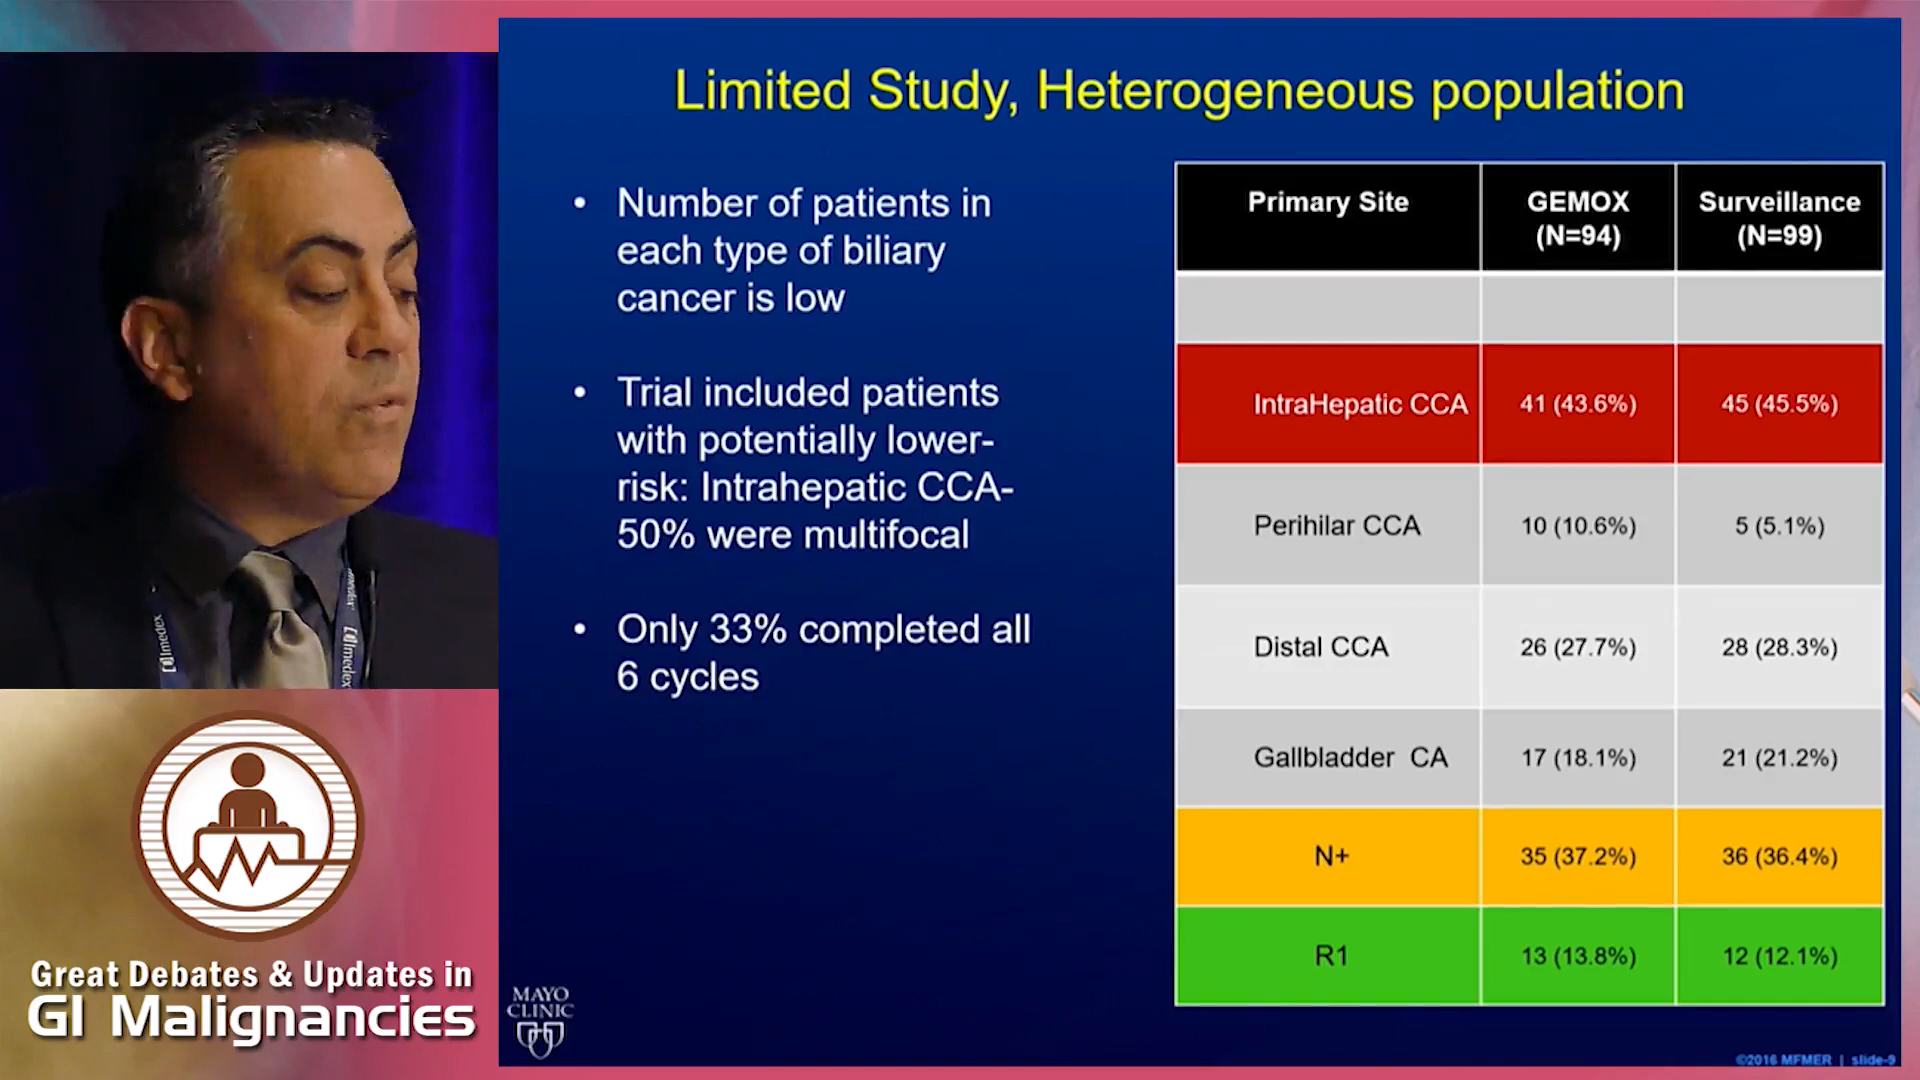 Limited Study, Heterogeneous population
• Number of patients in
each type of biliary
cancer is low
• Trial included patients
with potentially lower-
risk: Intrahepatic CCA-
50% were multifocal
• Only 33% completed all
6 cycles
Primary Site GEMOX (N=94) Surveillance (N=99)
IntraHepatic CCA 41 (43.6%) 45 (45.5%)
Perihilar CCA 10 (10.6%) 5 (5.1%)
Distal CCA 26 (27.7%) 28 (28.3%)
Gallbladder CA 17 (18.1%) 21 (21.2%)
N+ 35 (37.2%) 36 (36.4%)
R1 13 (13.8%) 12 (12.1%)
MAYO
CLINIC
©2016 MFMER | slide-9
Imedex
Imedex
Great Debates & Updates in
GI Malignancies